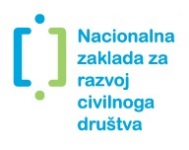 Nacionalna
zaklada za
razvoj
civilnoga
društva